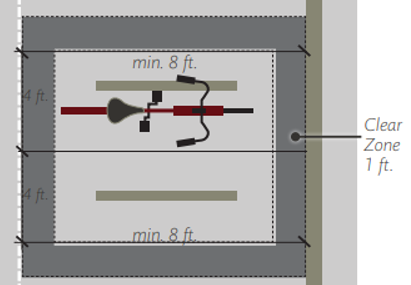 min. 8 ft.
4 ft.
Clear
Zone
1 ft.
4 ft.
min. 8 ft.